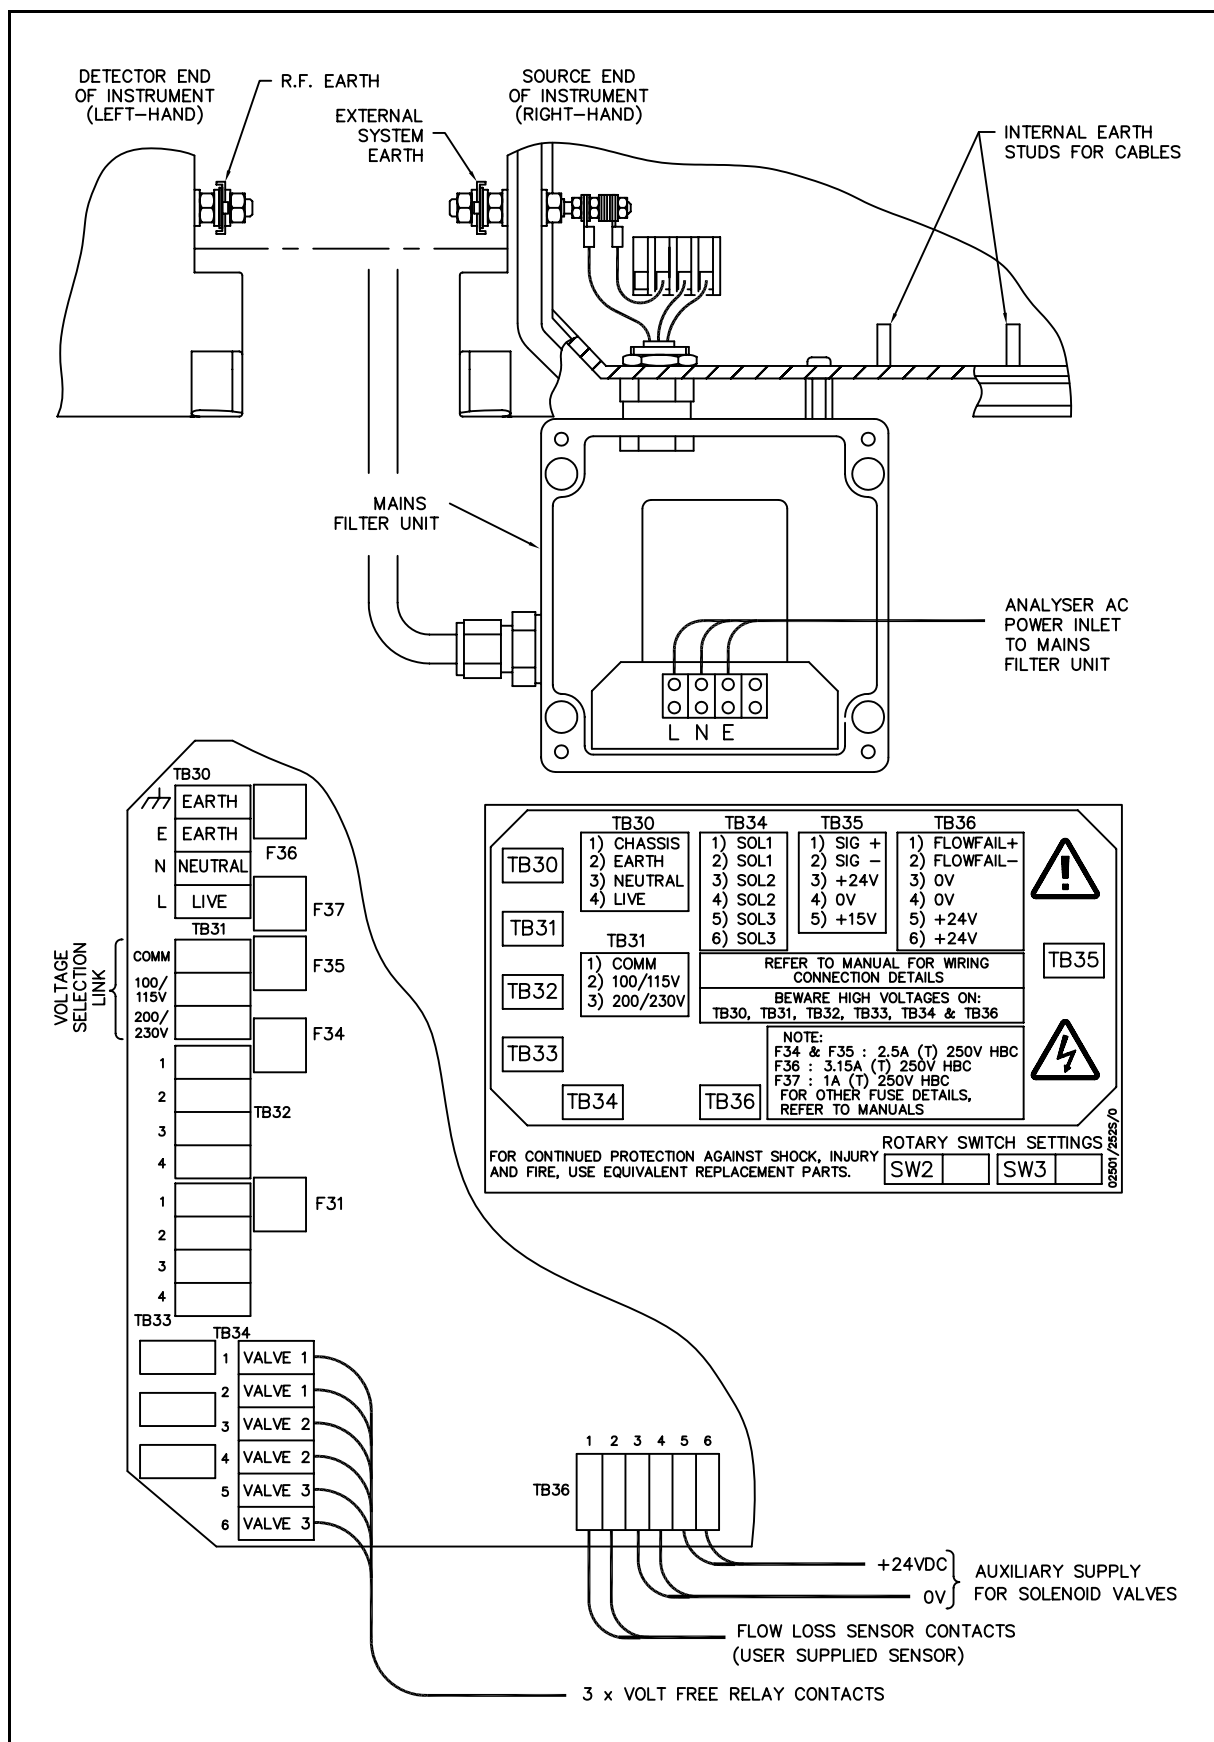 DETECTOR END
OF INSTRUMENT
(LEFT-HAND)
R.F. EARTH
EXTERNAL
SYSTEM
EARTH
SOURCE END
OF INSTRUMENT
(RIGHT-HAND)
INTERNAL EARTH
STUDS FOR CABLES
MAINS
FILTER UNIT
ANALYSER AC
POWER INLET
TO MAINS
FILTER UNIT
L N E
TB30
EARTH
E EARTH
N NEUTRAL
L LIVE
F36
F37
TB31
VOLTAGE
SELECTION
LINK
COMM
100/
115V
200/
230V
F35
F34
1
2
3
4
TB32
1
2
3
4
F31
TB33
TB34
1 VALVE 1
2 VALVE 1
3 VALVE 2
4 VALVE 2
5 VALVE 3
6 VALVE 3
TB30
TB31
TB32
TB33
TB34
TB36
TB35
TB30
1) CHASSIS
2) EARTH
3) NEUTRAL
4) LIVE
TB31
1) COMM
2) 100/115V
3) 200/230V
TB34
1) SOL1
2) SOL1
3) SOL2
4) SOL2
5) SOL3
6) SOL3
TB35
1) SIG +
2) SIG -
3) +24V
4) 0V
5) +15V
TB36
1) FLOWFAIL+
2) FLOWFAIL-
3) 0V
4) 0V
5) +24V
6) +24V
REFER TO MANUAL FOR WIRING
CONNECTION DETAILS
BEWARE HIGH VOLTAGES ON:
TB30, TB31, TB32, TB33, TB34 & TB36
NOTE:
F34 & F35 : 2.5A (T) 250V HBC
F36 : 3.15A (T) 250V HBC
F37 : 1A (T) 250V HBC
FOR OTHER FUSE DETAILS,
REFER TO MANUALS
!
FOR CONTINUED PROTECTION AGAINST SHOCK, INJURY
AND FIRE, USE EQUIVALENT REPLACEMENT PARTS.
ROTARY SWITCH SETTINGS
SW2 SW3
02501/252S/0
1 2 3 4 5 6
TB36
+24VDC
0V
AUXILIARY SUPPLY
FOR SOLENOID VALVES
FLOW LOSS SENSOR CONTACTS
(USER SUPPLIED SENSOR)
3 x VOLT FREE RELAY CONTACTS